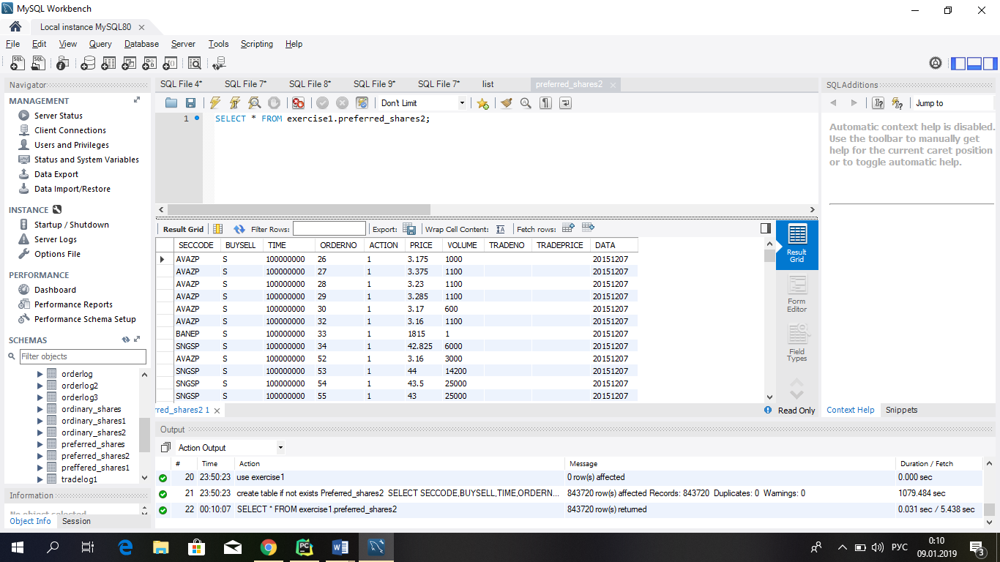 MySQL Workbench
Local instance MySQL80
File Edit View Query Database Server Tools Scripting Help
Navigator
MANAGEMENT
Server Status
Client Connections
Users and Privileges
Status and System Variables
Data Export
Data Import/Restore
INSTANCE
Startup / Shutdown
Server Logs
Options File
PERFORMANCE
Dashboard
Performance Reports
Performance Schema Setup
SCHEMAS
Filter objects
orderlog
orderlog2
orderlog3
ordinary_shares
ordinary_shares1
ordinary_shares2
preferred_shares
preferred_shares2
preffered_shares1
tradelog1
Information
No object selected
Object Info Session
SQL File 4* SQL File 7* SQL File 8* SQL File 9* SQL File 7* list preferred_shares2
Don't Limit
1 SELECT * FROM exercise1.preferred_shares2;
Result Grid Filter Rows: Export: Wrap Cell Content: Fetch rows:
SECCODE BUYSELL TIME ORDERNO ACTION PRICE VOLUME TRADENO TRADEPRICE DATA
AVAZP S 100000000 26 1 3.175 1000 20151207
AVAZP S 100000000 27 1 3.375 1100 20151207
AVAZP S 100000000 28 1 3.23 1100 20151207
AVAZP S 100000000 29 1 3.285 1100 20151207
AVAZP S 100000000 30 1 3.17 600 20151207
AVAZP S 100000000 32 1 3.16 1100 20151207
BANEP S 100000000 33 1 1815 1 20151207
SNGSP S 100000000 34 1 42.825 6000 20151207
AVAZP S 100000000 52 1 3.16 3000 20151207
SNGSP S 100000000 53 1 44 14200 20151207
SNGSP S 100000000 54 1 43.5 25000 20151207
SNGSP S 100000000 55 1 43 25000 20151207
Result Grid
Form Editor
Field Types
rred_shares2 1
Read Only
SQLAdditions
Jump to
Automatic context help is disabled.
Use the toolbar to manually get
help for the current caret position
or to toggle automatic help.
Context Help Snippets
Output
Action Output
# Time Action Message Duration / Fetch
20 23:50:23 use exercise1 0 row(s) affected 0.000 sec
21 23:50:23 create table if not exists Preferred_shares2 SELECT SECCODE,BUYSELL,TIME,ORDERN... 843720 row(s) affected Records: 843720 Duplicates: 0 Warnings: 0 1079.484 sec
22 00:10:07 SELECT * FROM exercise1.preferred_shares2 843720 row(s) returned 0.031 sec / 5.438 sec
РУС
0:10
09.01.2019
3